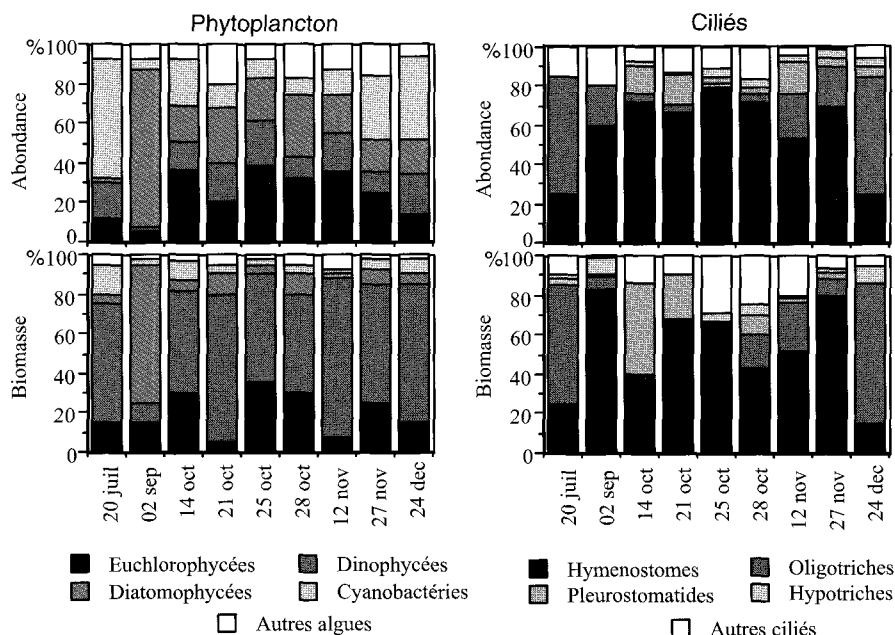 Phytoplancton
Ciliés
%100
80
60
40
20
0
Abondance
%100
80
60
40
20
0
Abondance
%100
80
60
40
20
0
Biomasse
%100
80
60
40
20
0
Biomasse
20 juil
02 sep
14 oct
21 oct
25 oct
28 oct
12 nov
27 nov
24 dec
20 juil
02 sep
14 oct
21 oct
25 oct
28 oct
12 nov
27 nov
24 dec
Euchlorophycées
Dinophycées
Diatomophycées
Cyanobactéries
Autres algues
Hymenostomes
Oligotriches
Pleurostomatides
Hypotriches
Autres ciliés